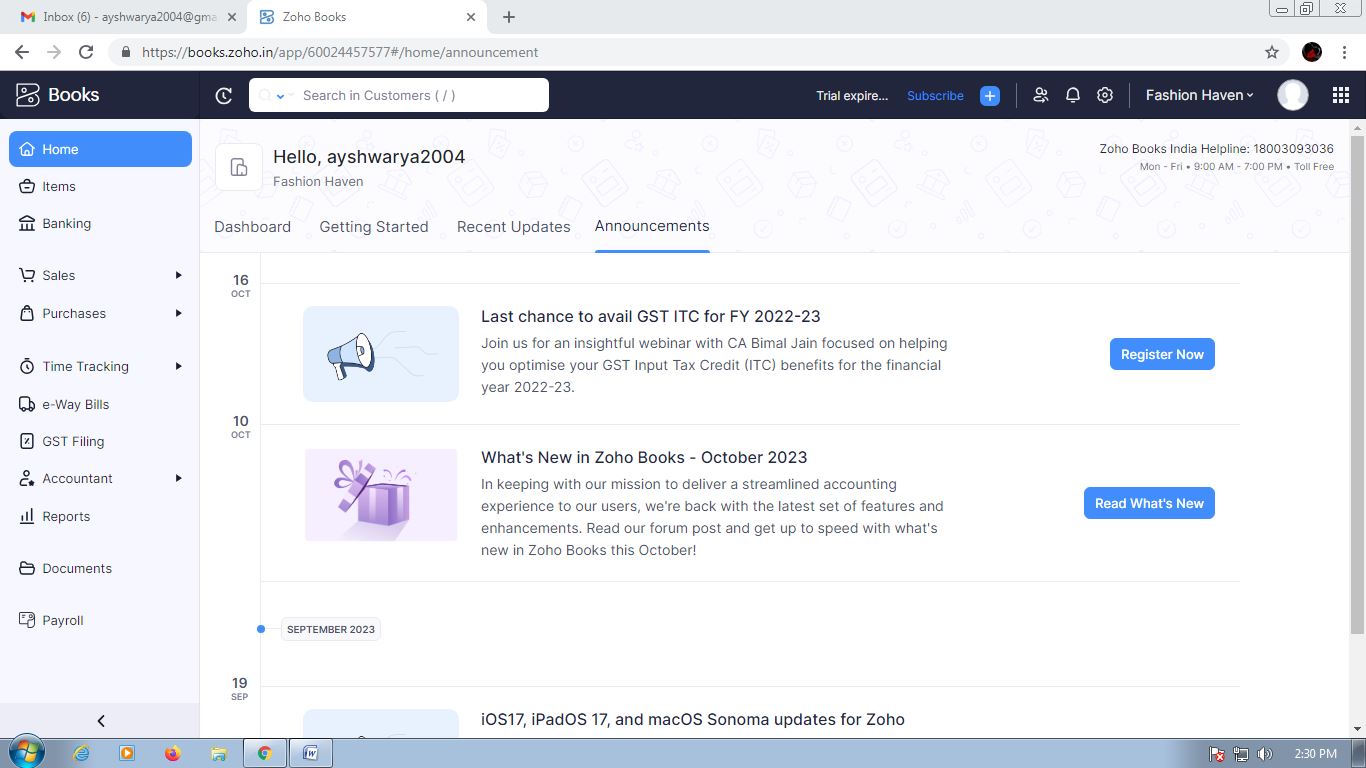 Inbox (6) - ayshwarya2004@gma
Zoho Books
https://books.zoho.in/app/60024457577#/home/announcement
Books
Search in Customers ( / )
Trial expire...
Subscribe
Fashion Haven
Home
Items
Banking
Sales
Purchases
Time Tracking
e-Way Bills
GST Filing
Accountant
Reports
Documents
Payroll
Hello, ayshwarya2004
Fashion Haven
Zoho Books India Helpline: 18003093036
Mon - Fri • 9:00 AM - 7:00 PM • Toll Free
Dashboard
Getting Started
Recent Updates
Announcements
16
OCT
Last chance to avail GST ITC for FY 2022-23
Join us for an insightful webinar with CA Bimal Jain focused on helping
you optimise your GST Input Tax Credit (ITC) benefits for the financial
year 2022-23.
Register Now
10
OCT
What's New in Zoho Books - October 2023
In keeping with our mission to deliver a streamlined accounting
experience to our users, we're back with the latest set of features and
enhancements. Read our forum post and get up to speed with what's
new in Zoho Books this October!
Read What's New
SEPTEMBER 2023
19
SEP
iOS17, iPadOS 17, and macOS Sonoma updates for Zoho
2:30 PM